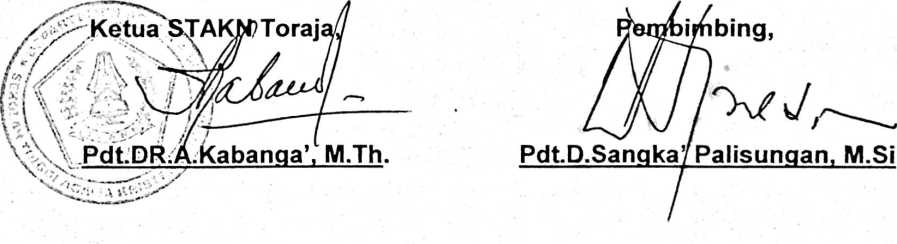 Ketua STAKN Toraja,
Pembimbing,
Pdt.DR.A.Kabanga', M.Th.
Pdt.D.Sangka' Palisungan, M.Si